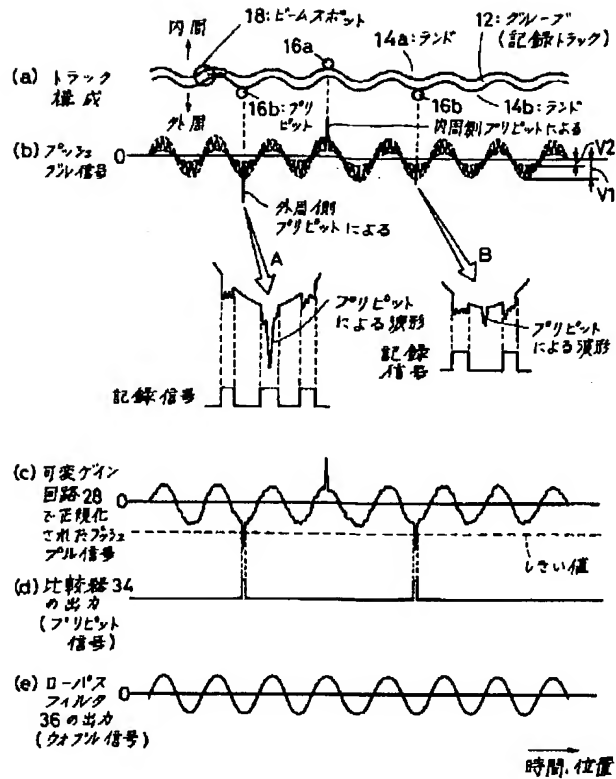 内周
外周
18:ビームスポット
16a
14a:ランド
12:グルーブ
(記録トラック)
(a) トラック
構成
16b:プリ
ピット
16b
14b:ランド
内周側プリピットによる
(b) プッシュ
プル信号
0
V2
V1
外周側
プリピットによる
A
B
プリピット
による波形
プリピット
による波形
記録信号
記録
信号
(c) 可変ゲイン
回路28
で正規化
されたプッシュ
プル信号
0
しきい値
(d) 比較器34
の出力
(プリピット
信号)
(e) ローパス
フィルタ
36の出力
(ウオブル信号)
0
時間、位置